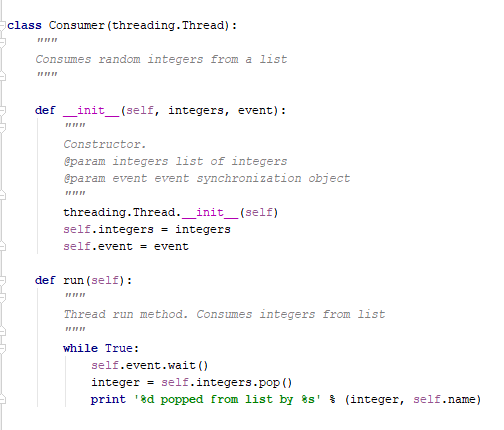 class Consumer(threading.Thread):
    """
    Consumes random integers from a list
    """
    def __init__(self, integers, event):
        """
        Constructor.
        @param integers list of integers
        @param event event synchronization object
        """
        threading.Thread.__init__(self)
        self.integers = integers
        self.event = event
    def run(self):
        """
        Thread run method. Consumes integers from list
        """
        while True:
            self.event.wait()
            integer = self.integers.pop()
            print '%d popped from list by %s' % (integer, self.name)